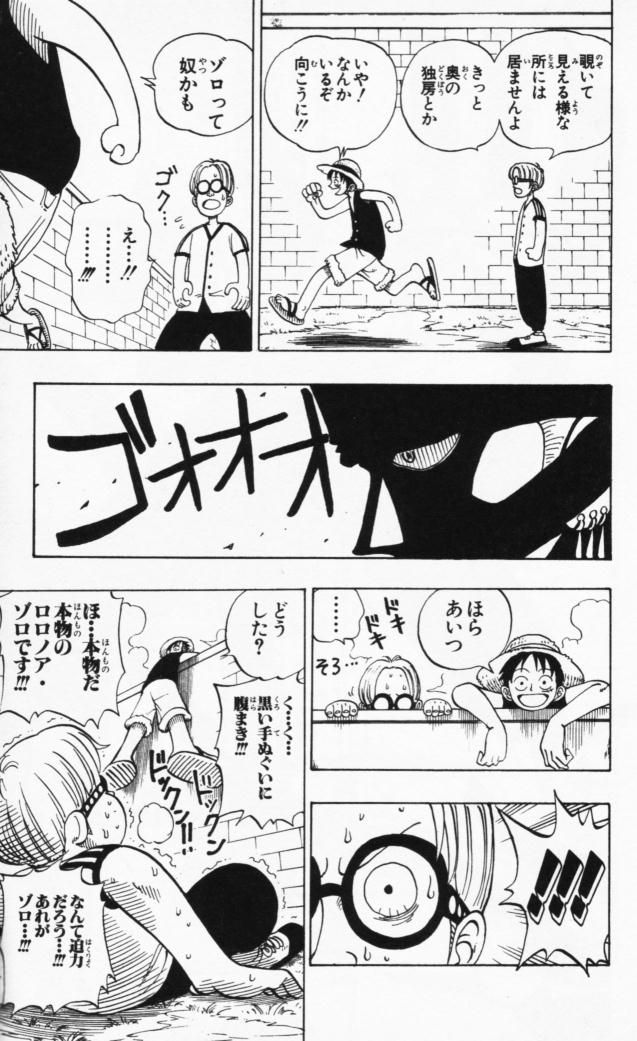 覗いて
見える様な
所には
居ませんよ
きっと
奥の
独房とか
いや!
なんか
いるぞ
向こうに!!
ゾロって
奴かも
ゴク…
え……!!
…………
………!!!
ゴオオオ
ほら
あいつ
ドキ
ドキ
……
そろ…
!!!!
どう
した?
く……く…
黒い手ぬぐいに
腹まき!!!
ほ…本物だ
本物の
ロロノア・
ゾロです!!!
ドックン
ドックン!!
なんて迫力
だろう…!!!
あれが
ゾロ……!!!